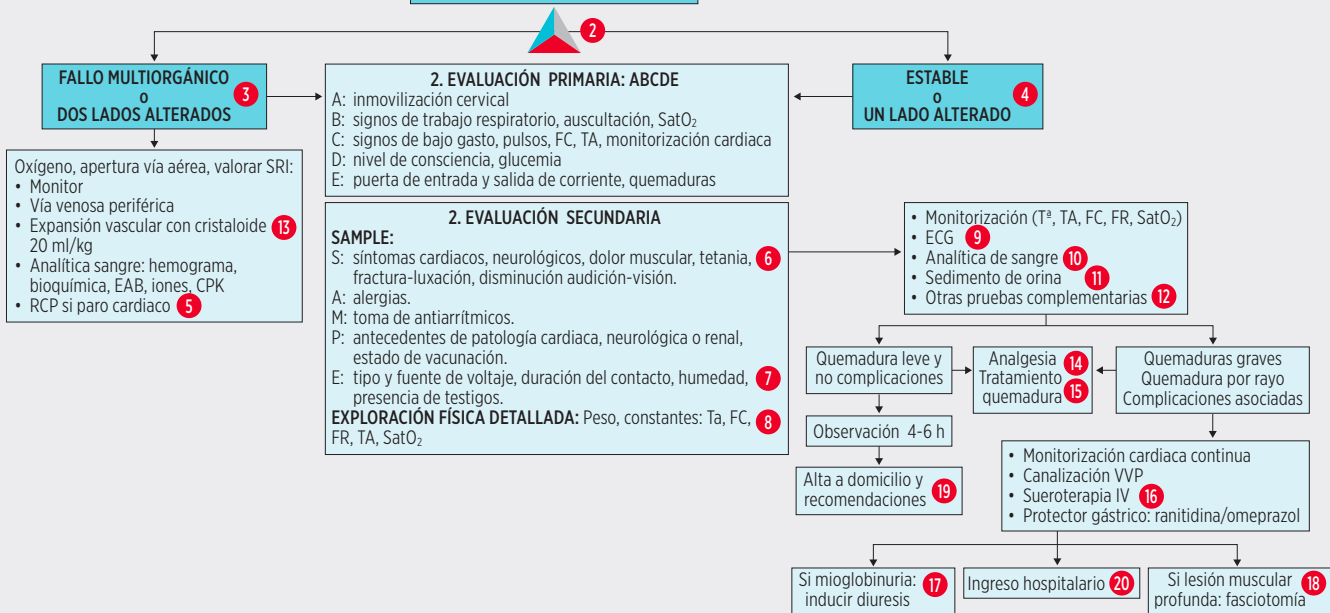 2
FALLO MULTIORGÁNICO
o
DOS LADOS ALTERADOS
3
2. EVALUACIÓN PRIMARIA: ABCDE
A: inmovilización cervical
B: signos de trabajo respiratorio, auscultación, SatO₂
C: signos de bajo gasto, pulsos, FC, TA, monitorización cardiaca
D: nivel de consciencia, glucemia
E: puerta de entrada y salida de corriente, quemaduras
ESTABLE
o
UN LADO ALTERADO
4
Oxígeno, apertura vía aérea, valorar SRI:
• Monitor
• Vía venosa periférica
• Expansión vascular con cristaloide 13
20 ml/kg
• Analítica sangre: hemograma,
bioquímica, EAB, iones, CPK
• RCP si paro cardiaco 5
2. EVALUACIÓN SECUNDARIA
SAMPLE:
S: síntomas cardiacos, neurológicos, dolor muscular, tetania, 6
fractura-luxación, disminución audición-visión.
A: alergias.
M: toma de antiarrítmicos.
P: antecedentes de patología cardiaca, neurológica o renal,
estado de vacunación.
E: tipo y fuente de voltaje, duración del contacto, humedad, 7
presencia de testigos.
EXPLORACIÓN FÍSICA DETALLADA: Peso, constantes: Ta, FC, 8
FR, TA, SatO₂
• Monitorización (Tª, TA, FC, FR, SatO₂)
• ECG 9
• Analítica de sangre 10
• Sedimento de orina 11
• Otras pruebas complementarias 12
Quemadura leve y
no complicaciones
Analgesia 14
Tratamiento
quemadura 15
Quemaduras graves
Quemadura por rayo
Complicaciones asociadas
Observación 4-6 h
Alta a domicilio y
recomendaciones 19
• Monitorización cardiaca continua
• Canalización VVP
• Sueroterapia IV 16
• Protector gástrico: ranitidina/omeprazol
Si mioglobinuria:
inducir diuresis 17
Ingreso hospitalario 20
Si lesión muscular
profunda: fasciotomía 18